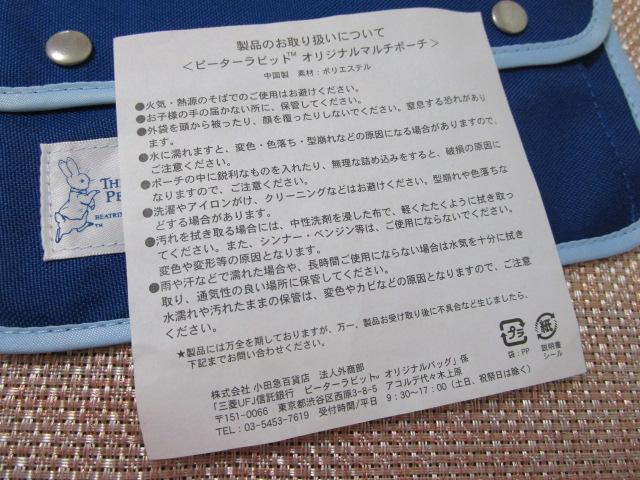 製品のお取り扱いについて
＜ピーターラビット™ オリジナルマルチポーチ＞
中国製　素材：ポリエステル
●火気・熱源のそばでのご使用はお避けください。
●お子様の手の届かない所に、保管してください。
●外袋を頭から被ったり、顔を覆ったりしないでください。窒息する恐れがあり
ます。
●水に濡れますと、変色・色落ち・型崩れなどの原因になる場合がありますので、
ご注意ください。
●ポーチの中に鋭利なものを入れたり、無理な詰め込みをすると、破損の原因に
なりますので、ご注意ください。
●洗濯やアイロンがけ、クリーニングなどはお避けください。型崩れや色落ちな
どする場合があります。
●汚れを拭き取る場合には、中性洗剤を浸した布で、軽くたたくように拭き取っ
てください。また、シンナー・ベンジン等は、ご使用にならないでください。
変色や変形等の原因となります。
●雨や汗などで濡れた場合や、長時間ご使用にならない場合は水気を十分に拭き
取り、通気性の良い場所に保管してください。
水濡れや汚れたままの保管は、変色やカビなどの原因となりますので、ご注意
ください。
★製品には万全を期しておりますが、万一、製品お受け取り後に不具合など生じましたら、
下記までお問い合わせください。
プラ
袋：PP
紙
説明書
シール
株式会社 小田急百貨店　法人外商部
「三菱UFJ信託銀行　ピーターラビット™ オリジナルバッグ」係
〒151-0066　東京都渋谷区西原3-8-5　アコルデ代々木上原
TEL：03-5453-7619　受付時間/平日　9：30～17：00（土日、祝祭日は除く）
TH
PE
BEATRI
™